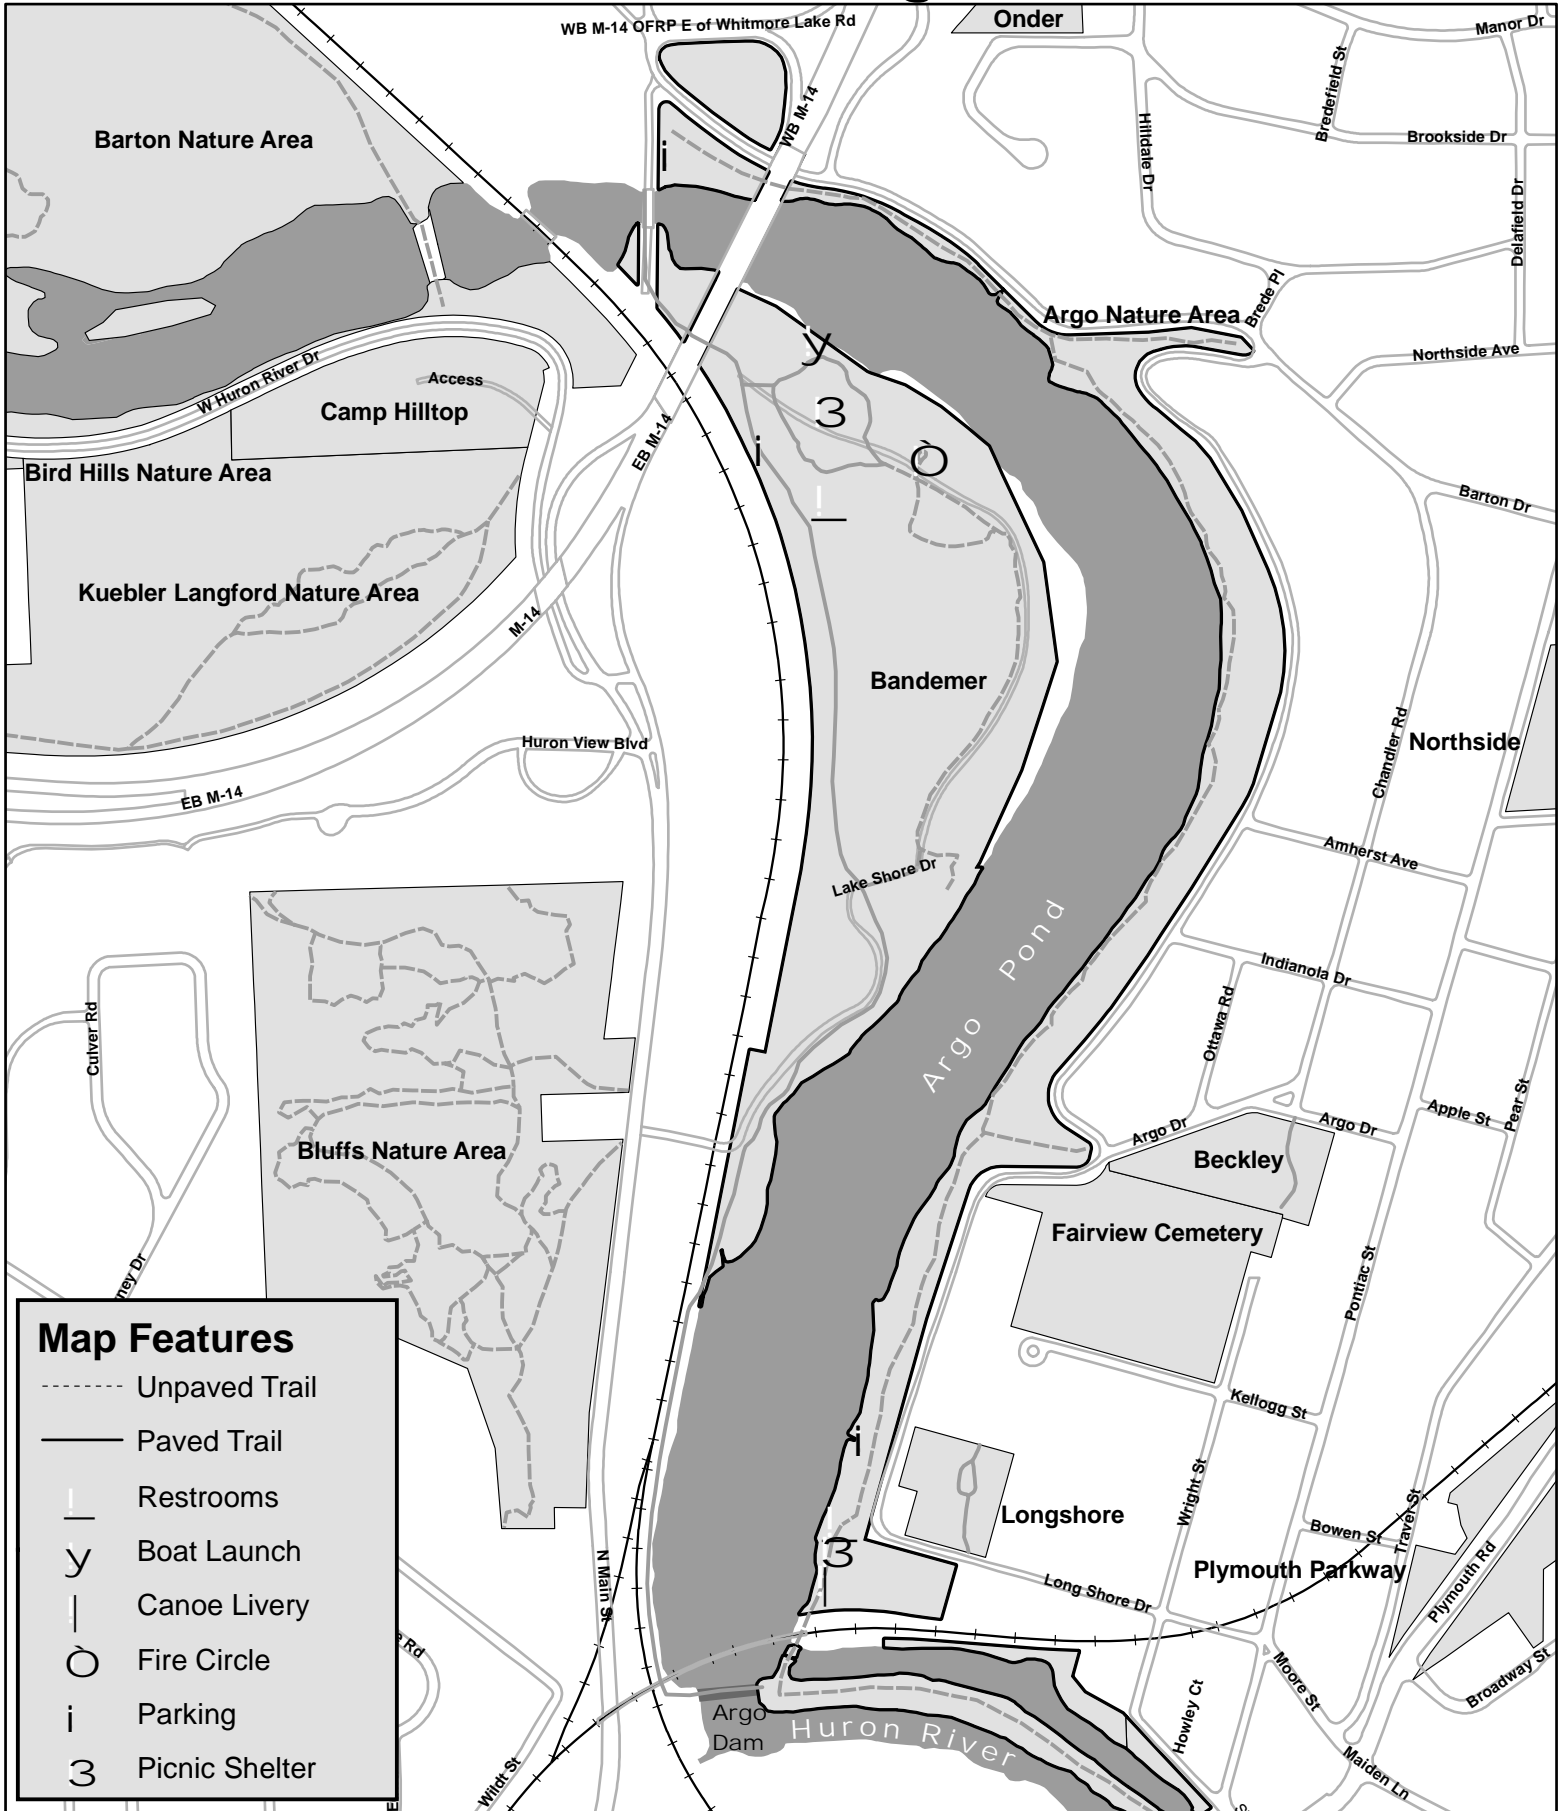 WB M-14 OFRP E of Whitmore Lake Rd
Onder
Manor Dr
Bredefield St
WB M-14
Barton Nature Area
Brookside Dr
Hilldale Dr
i
Delafield Dr
Brede Pl
Argo Nature Area
y
Northside Ave
W Huron River Dr
Access
Camp Hilltop
3
EB M-14
i
Ò
Bird Hills Nature Area
!
Barton Dr
Kuebler Langford Nature Area
M-14
Bandemer
Chandler Rd
Northside
Huron View Blvd
EB M-14
Amherst Ave
Lake Shore Dr
Argo Pond
Indianola Dr
Ottawa Rd
Culver Rd
Pear St
Apple St
Argo Dr
Argo Dr
Bluffs Nature Area
Beckley
Fairview Cemetery
Pontiac St
ney Dr
Map Features
Unpaved Trail
Paved Trail
! Restrooms
y Boat Launch
! Canoe Livery
Ò Fire Circle
i Parking
3 Picnic Shelter
Kellogg St
i
Wright St
Longshore
Traver St
Bowen St
3
Plymouth Parkway
Plymouth Rd
Long Shore Dr
N Main St
e Rd
Moore St
Broadway St
Howley Ct
Argo
Dam
Huron River
Wildt St
Maiden Ln
E